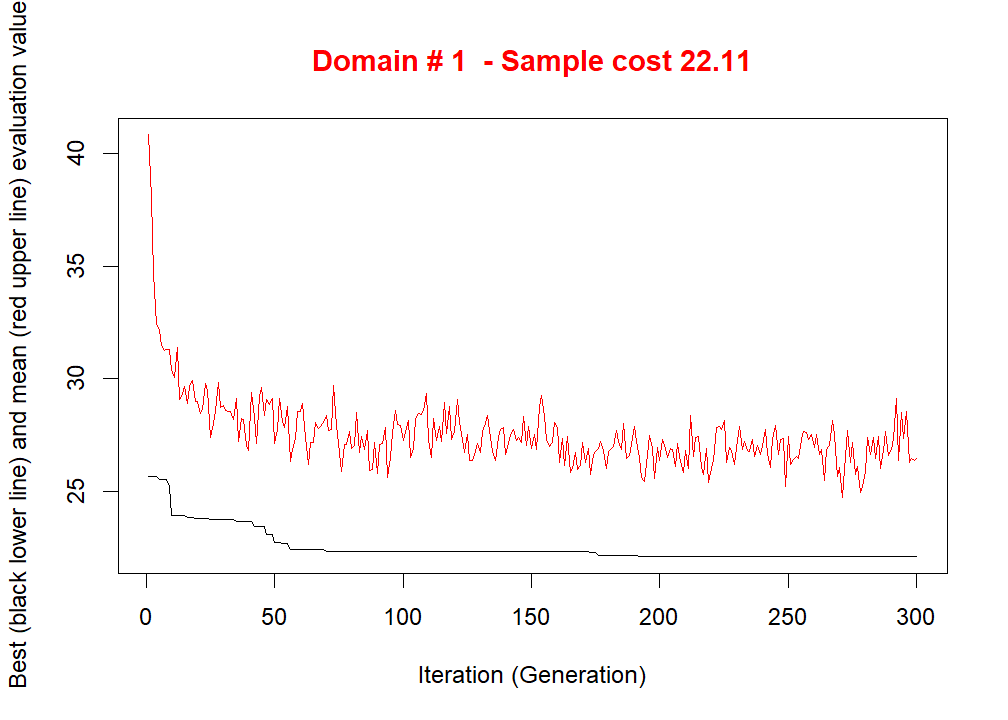 Domain # 1  - Sample cost 22.11
Best (black lower line) and mean (red upper line) evaluation value
40
35
30
25
0 50 100 150 200 250 300
Iteration (Generation)